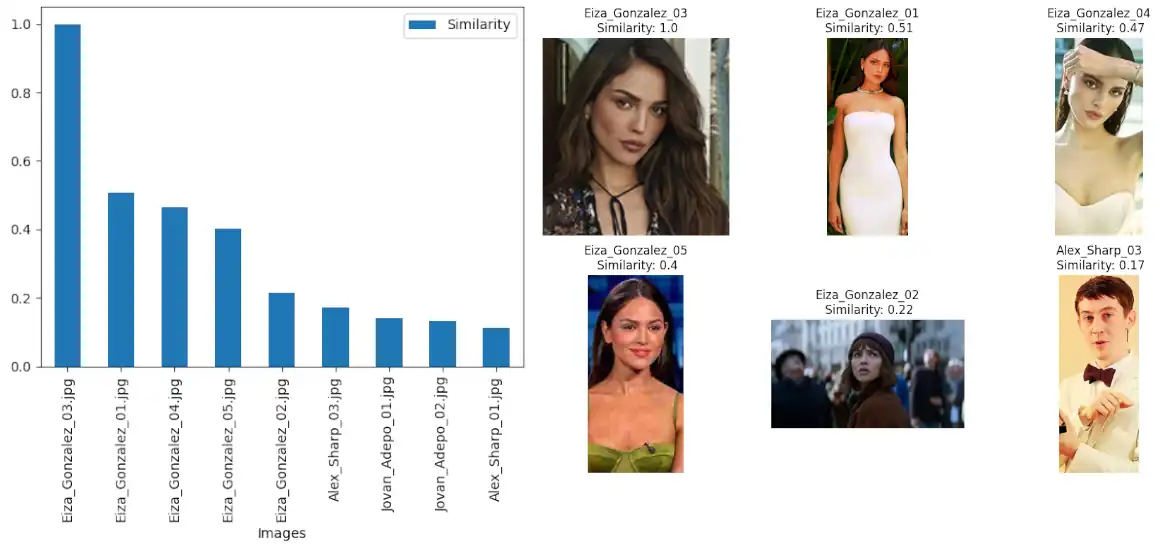 1.0
0.8
0.6
0.4
0.2
0.0
Similarity
Eiza_Gonzalez_03.jpg
Eiza_Gonzalez_01.jpg
Eiza_Gonzalez_04.jpg
Eiza_Gonzalez_05.jpg
Eiza_Gonzalez_02.jpg
Alex_Sharp_03.jpg
Jovan_Adepo_01.jpg
Jovan_Adepo_02.jpg
Alex_Sharp_01.jpg
Images
Eiza_Gonzalez_03
Similarity: 1.0
Eiza_Gonzalez_01
Similarity: 0.51
Eiza_Gonzalez_04
Similarity: 0.47
Eiza_Gonzalez_05
Similarity: 0.4
Eiza_Gonzalez_02
Similarity: 0.22
Alex_Sharp_03
Similarity: 0.17